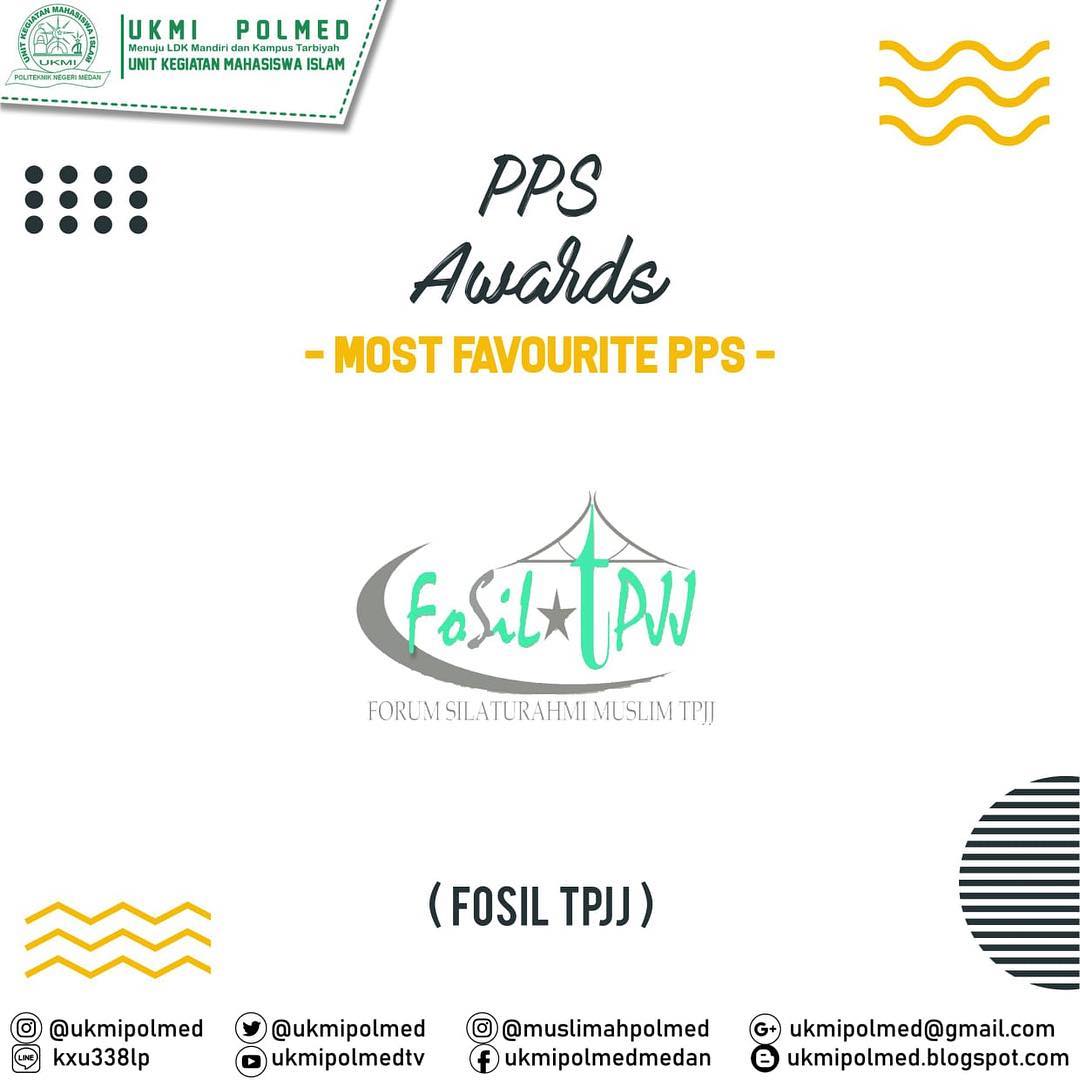 UNIT KEGIATAN MAHASISWA ISLAM
UKMI
POLITEKNIK NEGERI MEDAN
UKMI POLMED
Menuju LDK Mandiri dan Kampus Tarbiyah
UNIT KEGIATAN MAHASISWA ISLAM
PPS
Awards
- MOST FAVOURITE PPS -
FoSil★tPJJ
FORUM SILATURAHMI MUSLIM TPJJ
( FOSIL TPJJ )
@ukmipolmed @ukmipolmed @muslimahpolmed G+ ukmipolmed@gmail.com
LINE kxu338lp ukmipolmedtv ukmipolmedmedan ukmipolmed.blogspot.com